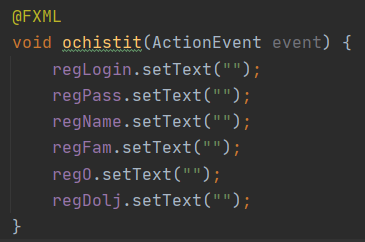 @FXML
void ochistit(ActionEvent event) {
    regLogin.setText("");
    regPass.setText("");
    regName.setText("");
    regFam.setText("");
    regO.setText("");
    regDolj.setText("");
}